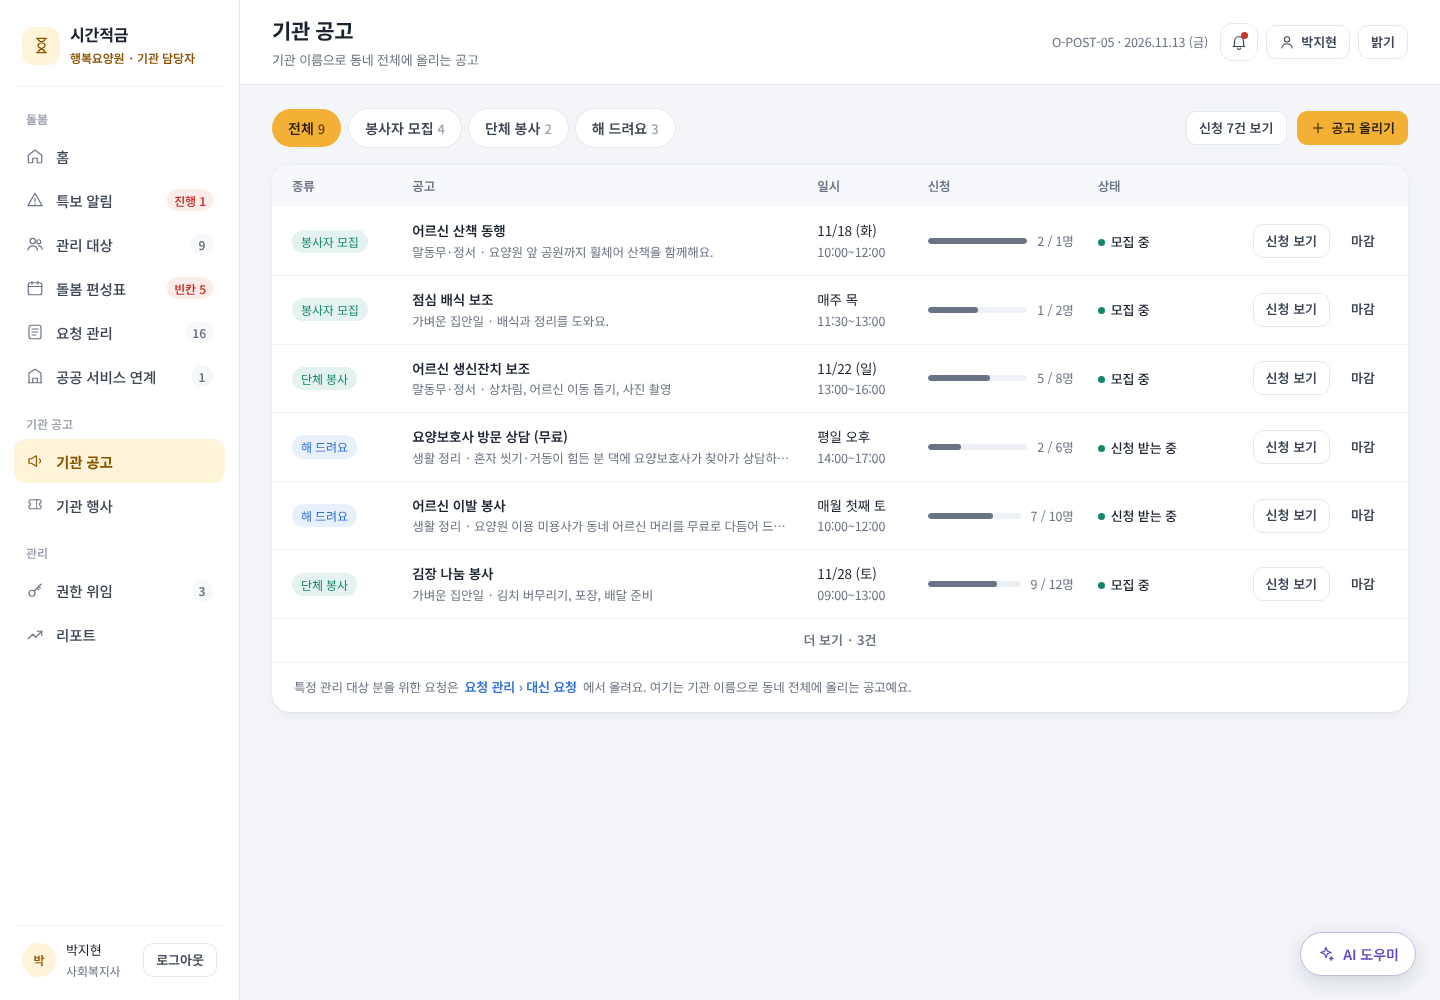 시간적금
행복요양원 · 기관 담당자
돌봄
홈
특보 알림 진행 1
관리 대상 9
돌봄 편성표 빈칸 5
요청 관리 16
공공 서비스 연계 1
기관 공고
기관 공고
기관 행사
관리
권한 위임 3
리포트
박
박지현
사회복지사
로그아웃
기관 공고
기관 이름으로 동네 전체에 올리는 공고
O-POST-05 · 2026.11.13 (금)
박지현
밝기
전체 9
봉사자 모집 4
단체 봉사 2
해 드려요 3
신청 7건 보기
공고 올리기
종류 공고 일시 신청 상태
봉사자 모집
어르신 산책 동행
말동무·정서 · 요양원 앞 공원까지 휠체어 산책을 함께해요.
11/18 (화)
10:00~12:00
2 / 1명
모집 중
신청 보기
마감
봉사자 모집
점심 배식 보조
가벼운 집안일 · 배식과 정리를 도와요.
매주 목
11:30~13:00
1 / 2명
모집 중
신청 보기
마감
단체 봉사
어르신 생신잔치 보조
말동무·정서 · 상차림, 어르신 이동 돕기, 사진 촬영
11/22 (일)
13:00~16:00
5 / 8명
모집 중
신청 보기
마감
해 드려요
요양보호사 방문 상담 (무료)
생활 정리 · 혼자 씻기·거동이 힘든 분 댁에 요양보호사가 찾아가 상담하…
평일 오후
14:00~17:00
2 / 6명
신청 받는 중
신청 보기
마감
해 드려요
어르신 이발 봉사
생활 정리 · 요양원 이용 미용사가 동네 어르신 머리를 무료로 다듬어 드…
매월 첫째 토
10:00~12:00
7 / 10명
신청 받는 중
신청 보기
마감
단체 봉사
김장 나눔 봉사
가벼운 집안일 · 김치 버무리기, 포장, 배달 준비
11/28 (토)
09:00~13:00
9 / 12명
모집 중
신청 보기
마감
더 보기 · 3건
특정 관리 대상 분을 위한 요청은 요청 관리 › 대신 요청 에서 올려요. 여기는 기관 이름으로 동네 전체에 올리는 공고예요.
AI 도우미